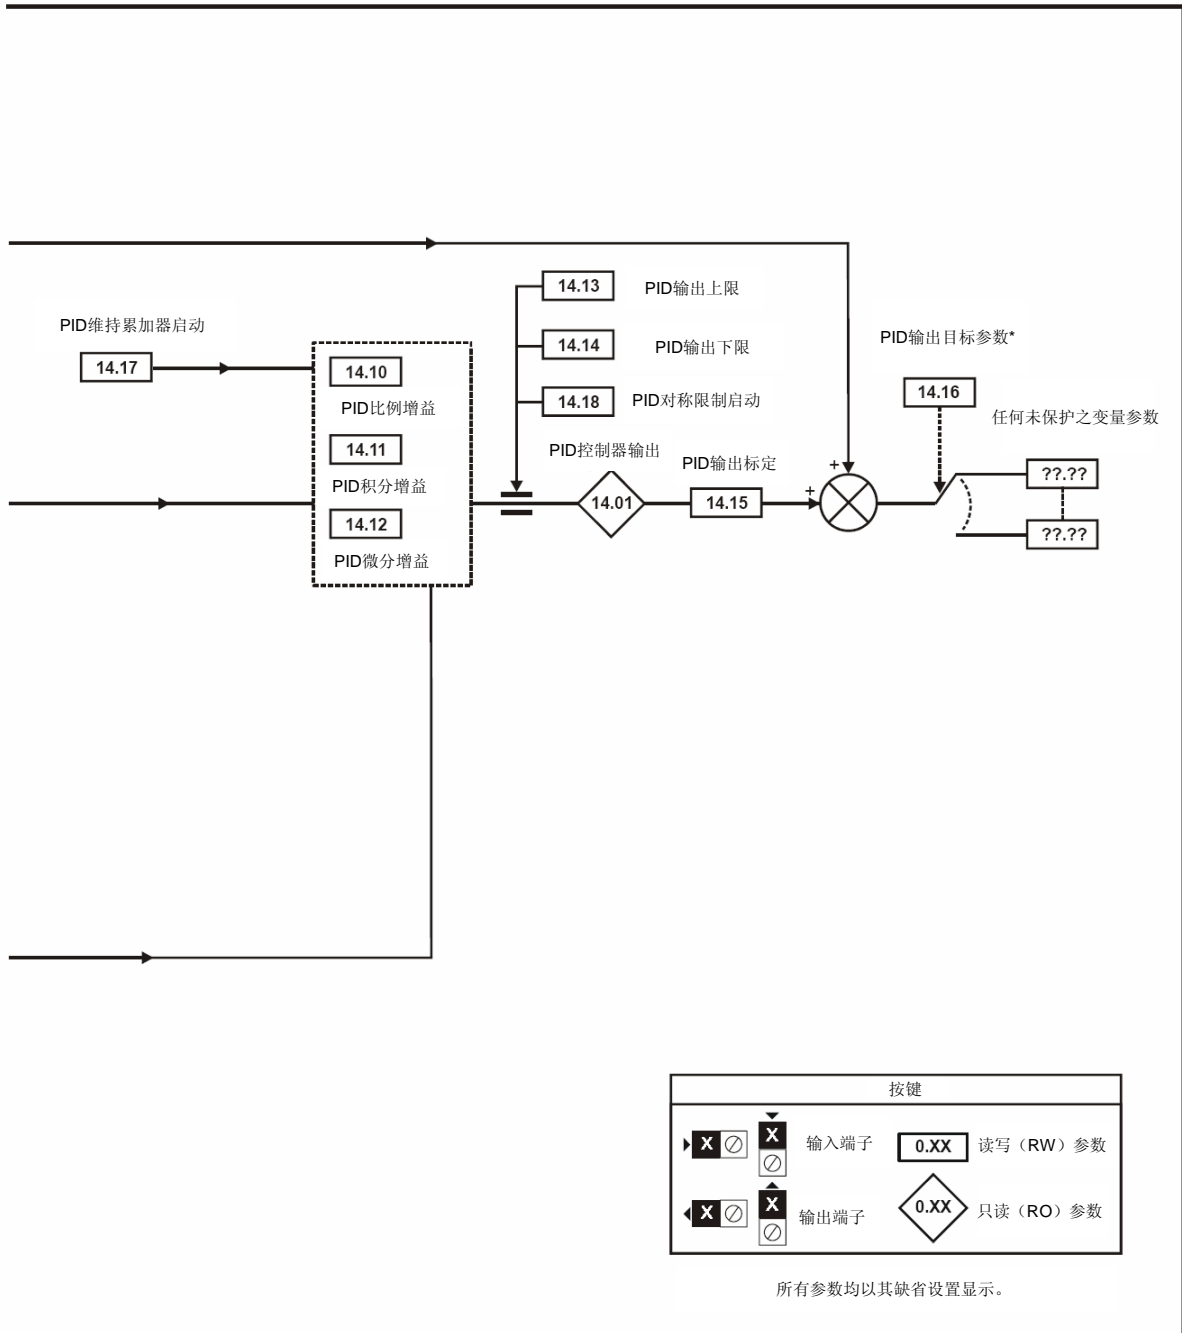 14.13
PID输出上限
PID维持累加器启动
14.17
14.14
PID输出下限
PID输出目标参数*
14.10
PID比例增益
14.18
PID对称限制启动
14.16
任何未保护之变量参数
14.11
PID积分增益
PID控制器输出
PID输出标定
+
??.??
14.12
PID微分增益
14.01
14.15
+
??.??
按键
X
X
输入端子
0.XX
读写（RW）参数
X
X
输出端子
0.XX
只读（RO）参数
所有参数均以其缺省设置显示。